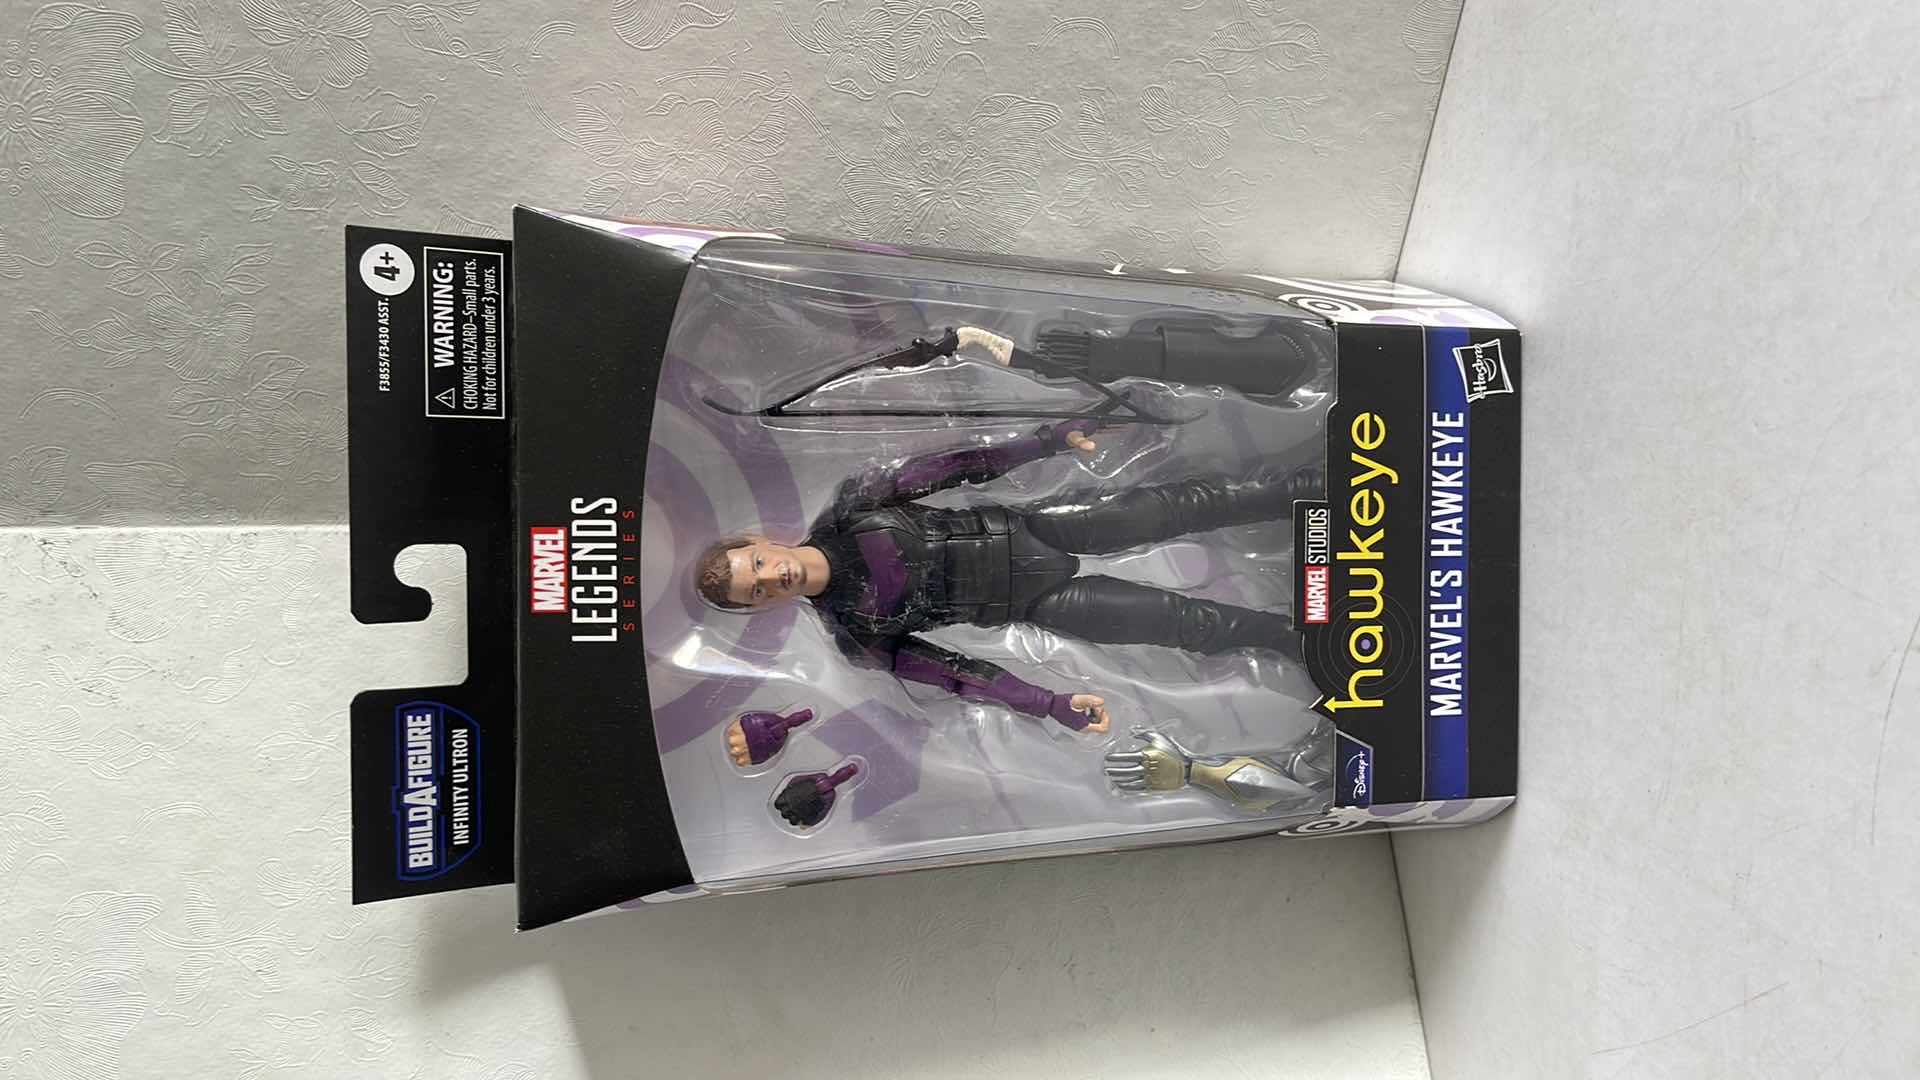 F3855/F3430 ASST.
4+
WARNING:
CHOKING HAZARD–Small parts.
Not for children under 3 years.
BUILDAFIGURE
INFINITY ULTRON
MARVEL
LEGENDS
SERIES
MARVEL STUDIOS
hawkeye
Disney+
MARVEL'S HAWKEYE
Hasbro